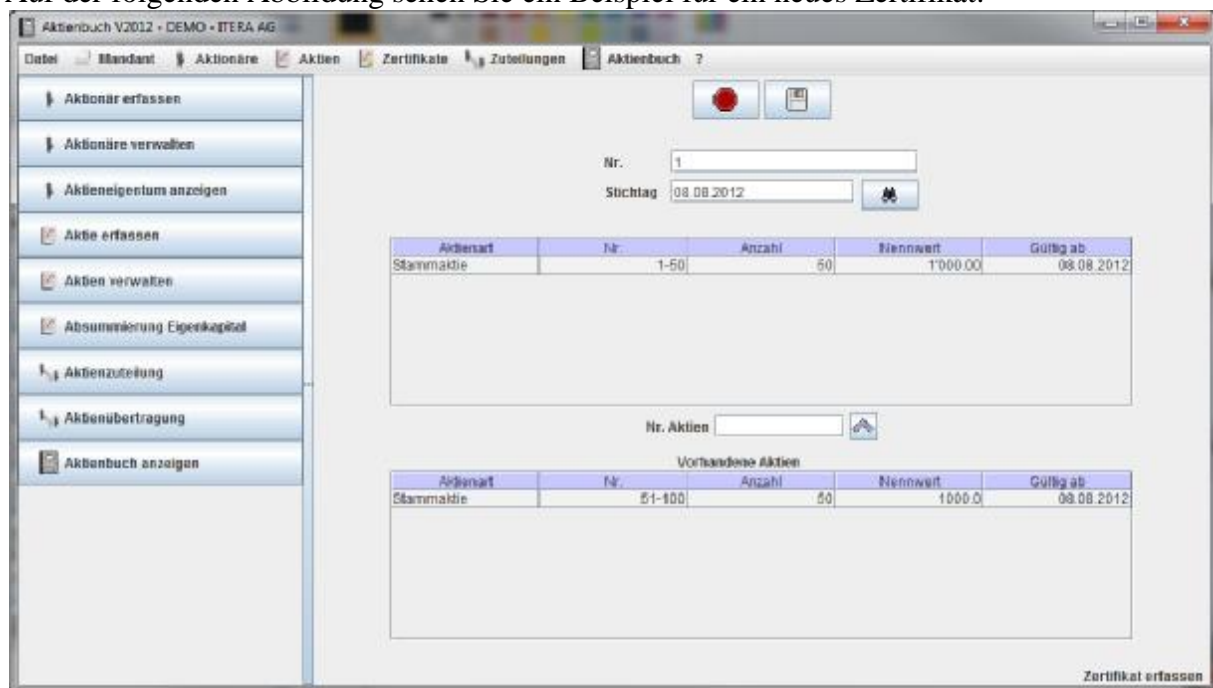 Auf der folgenden Abbildung sehen Sie ein Beispiel für ein neues Zertifikat.
Aktienbuch V2012 - DEMO - ITERA AG
Datei Mandant Aktionäre Aktien Zertifikate Zuteilungen Aktienbuch ?
Aktionär erfassen
Aktionäre verwalten
Aktieneigentum anzeigen
Aktie erfassen
Aktien verwalten
Absummierung Eigenkapital
Aktienzuteilung
Aktienübertragung
Aktienbuch anzeigen
Nr. 1
Stichtag 08.08.2012
Aktienart Nr. Anzahl Nennwert Gültig ab
Stammaktie 1-50 50 1'000.00 08.08.2012
Nr. Aktien
Vorhandene Aktien
Aktienart Nr. Anzahl Nennwert Gültig ab
Stammaktie 51-100 50 1000.0 08.08.2012
Zertifikat erfassen